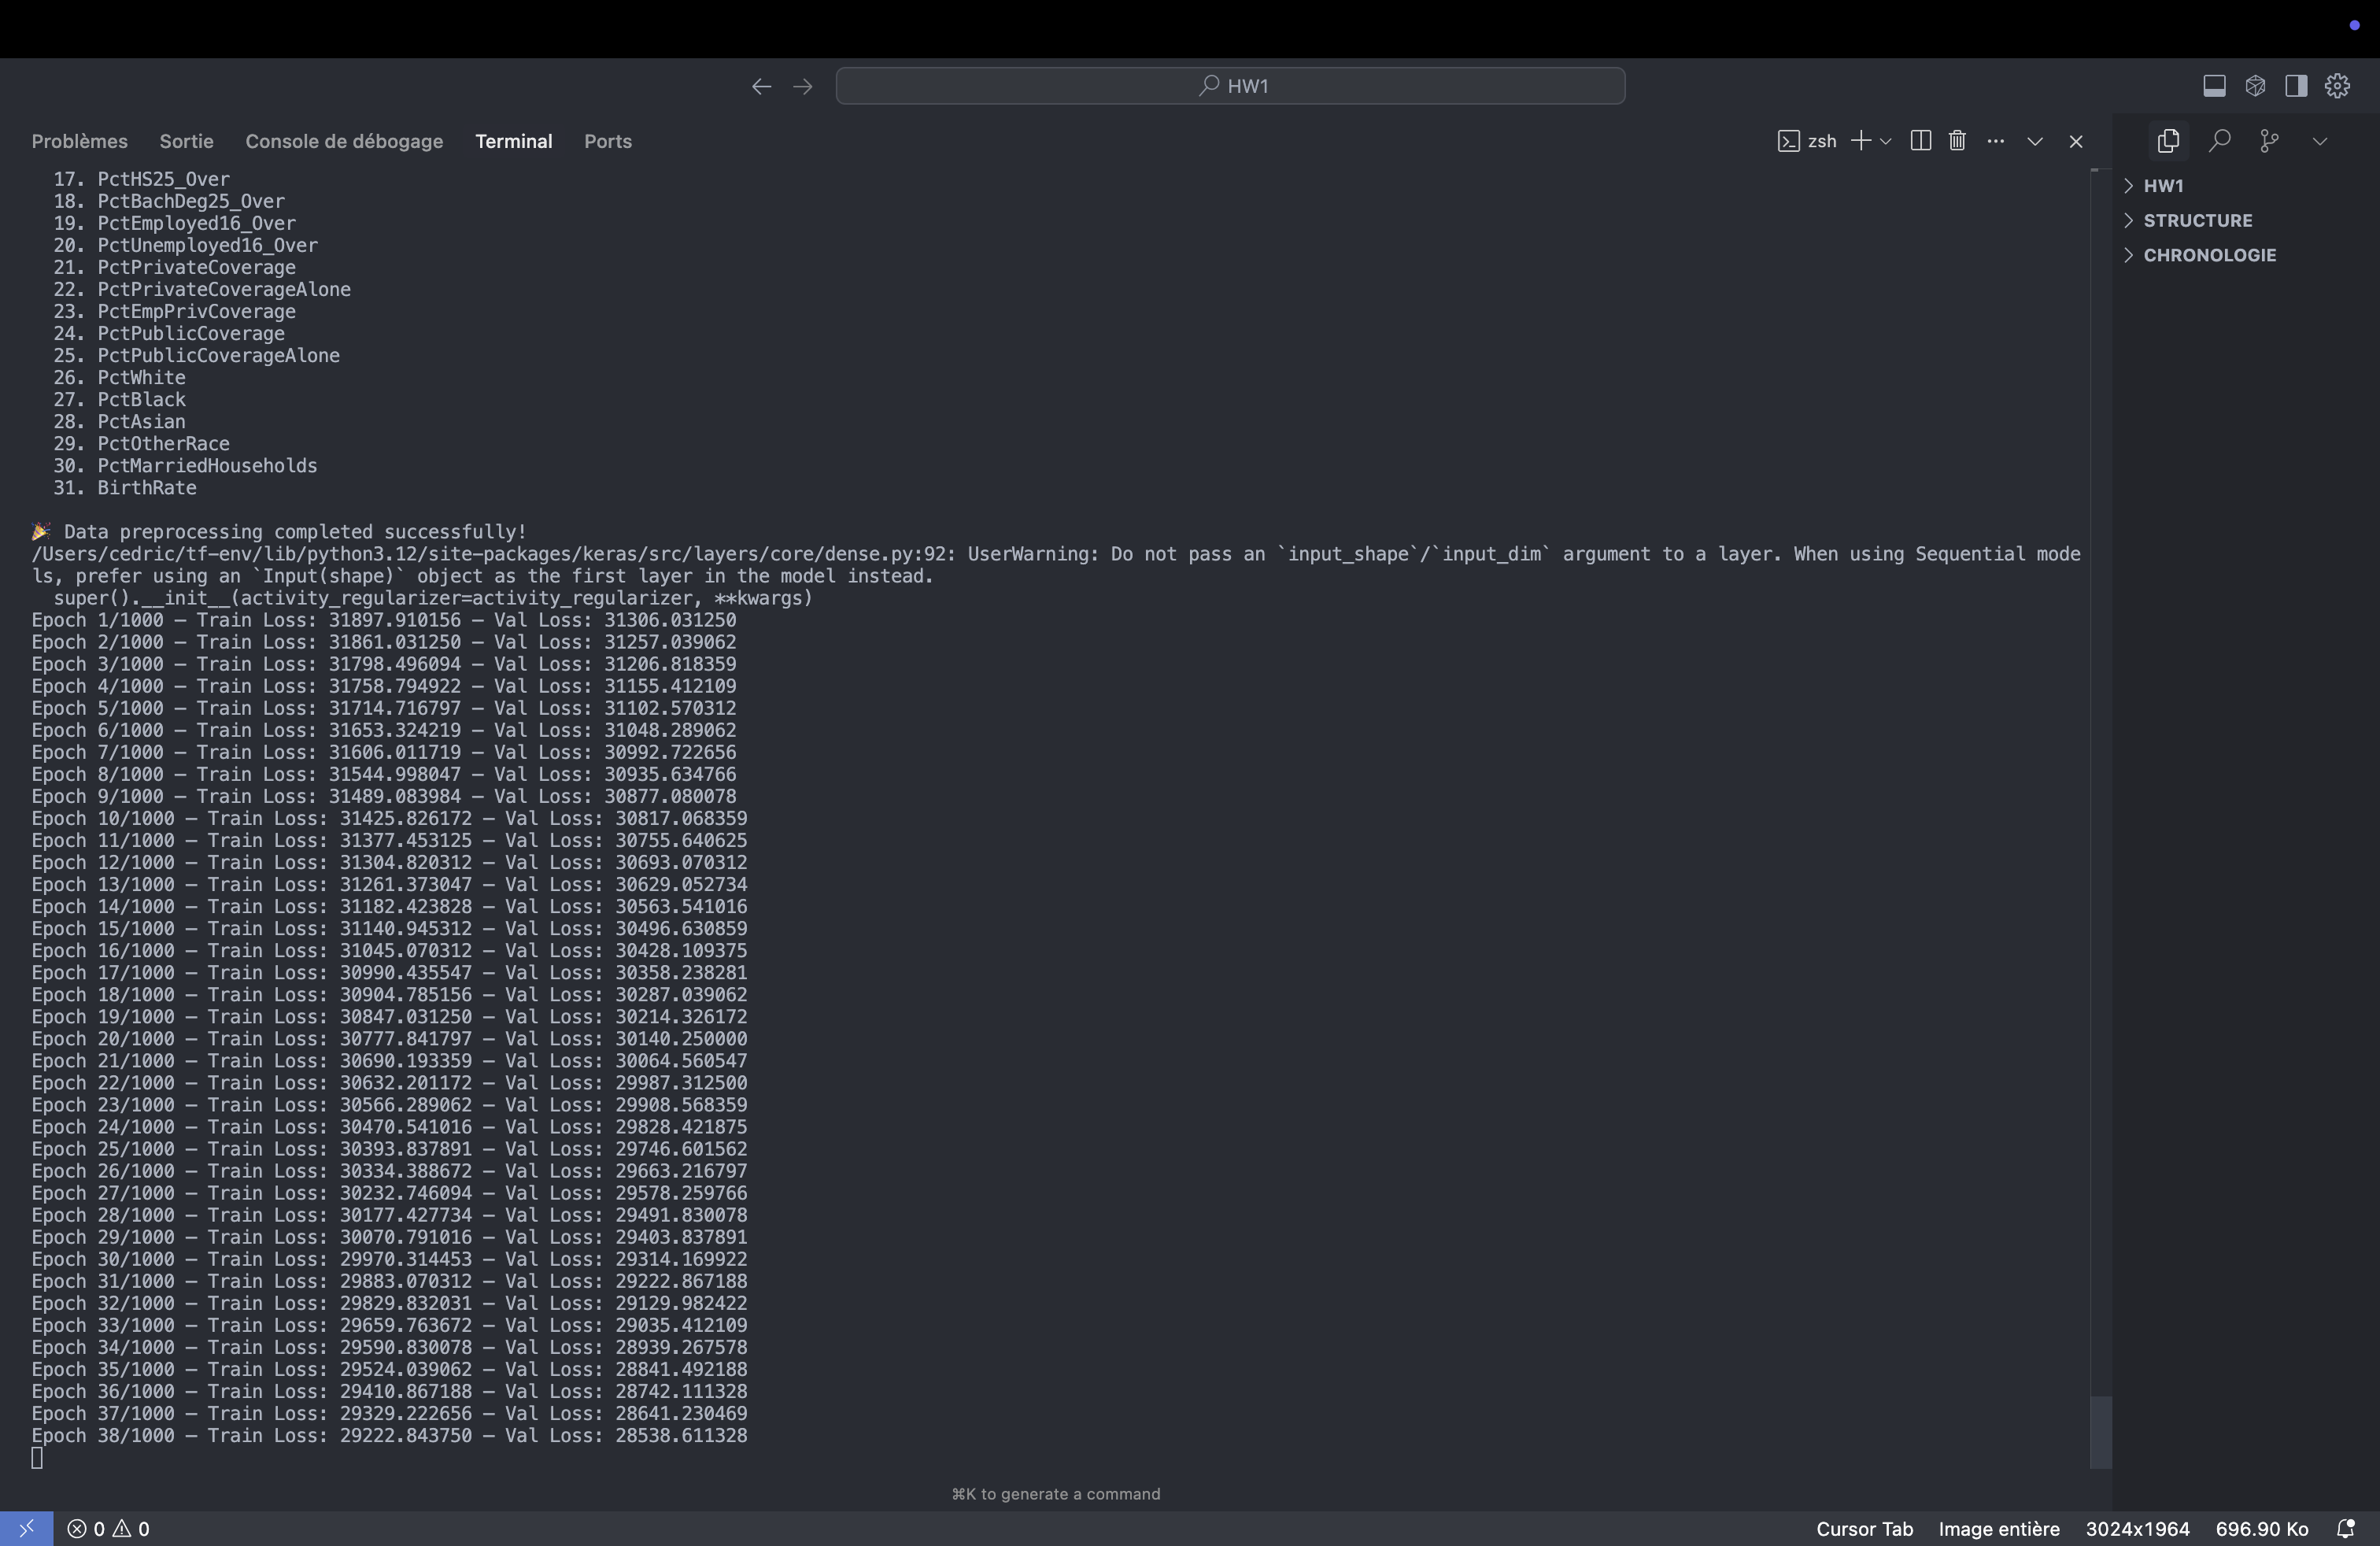 HW1
Problèmes Sortie Console de débogage Terminal Ports
zsh
17. PctHS25_Over
18. PctBachDeg25_Over
19. PctEmployed16_Over
20. PctUnemployed16_Over
21. PctPrivateCoverage
22. PctPrivateCoverageAlone
23. PctEmpPrivCoverage
24. PctPublicCoverage
25. PctPublicCoverageAlone
26. PctWhite
27. PctBlack
28. PctAsian
29. PctOtherRace
30. PctMarriedHouseholds
31. BirthRate
🎉 Data preprocessing completed successfully!
/Users/cedric/tf-env/lib/python3.12/site-packages/keras/src/layers/core/dense.py:92: UserWarning: Do not pass an `input_shape`/`input_dim` argument to a layer. When using Sequential mode
ls, prefer using an `Input(shape)` object as the first layer in the model instead.
super().__init__(activity_regularizer=activity_regularizer, **kwargs)
Epoch 1/1000 — Train Loss: 31897.910156 — Val Loss: 31306.031250
Epoch 2/1000 — Train Loss: 31861.031250 — Val Loss: 31257.039062
Epoch 3/1000 — Train Loss: 31798.496094 — Val Loss: 31206.818359
Epoch 4/1000 — Train Loss: 31758.794922 — Val Loss: 31155.412109
Epoch 5/1000 — Train Loss: 31714.716797 — Val Loss: 31102.570312
Epoch 6/1000 — Train Loss: 31653.324219 — Val Loss: 31048.289062
Epoch 7/1000 — Train Loss: 31606.011719 — Val Loss: 30992.722656
Epoch 8/1000 — Train Loss: 31544.998047 — Val Loss: 30935.634766
Epoch 9/1000 — Train Loss: 31489.083984 — Val Loss: 30877.080078
Epoch 10/1000 — Train Loss: 31425.826172 — Val Loss: 30817.068359
Epoch 11/1000 — Train Loss: 31377.453125 — Val Loss: 30755.640625
Epoch 12/1000 — Train Loss: 31304.820312 — Val Loss: 30693.070312
Epoch 13/1000 — Train Loss: 31261.373047 — Val Loss: 30629.052734
Epoch 14/1000 — Train Loss: 31182.423828 — Val Loss: 30563.541016
Epoch 15/1000 — Train Loss: 31140.945312 — Val Loss: 30496.630859
Epoch 16/1000 — Train Loss: 31045.070312 — Val Loss: 30428.109375
Epoch 17/1000 — Train Loss: 30990.435547 — Val Loss: 30358.238281
Epoch 18/1000 — Train Loss: 30904.785156 — Val Loss: 30287.039062
Epoch 19/1000 — Train Loss: 30847.031250 — Val Loss: 30214.326172
Epoch 20/1000 — Train Loss: 30777.841797 — Val Loss: 30140.250000
Epoch 21/1000 — Train Loss: 30690.193359 — Val Loss: 30064.560547
Epoch 22/1000 — Train Loss: 30632.201172 — Val Loss: 29987.312500
Epoch 23/1000 — Train Loss: 30566.289062 — Val Loss: 29908.568359
Epoch 24/1000 — Train Loss: 30470.541016 — Val Loss: 29828.421875
Epoch 25/1000 — Train Loss: 30393.837891 — Val Loss: 29746.601562
Epoch 26/1000 — Train Loss: 30334.388672 — Val Loss: 29663.216797
Epoch 27/1000 — Train Loss: 30232.746094 — Val Loss: 29578.259766
Epoch 28/1000 — Train Loss: 30177.427734 — Val Loss: 29491.830078
Epoch 29/1000 — Train Loss: 30070.791016 — Val Loss: 29403.837891
Epoch 30/1000 — Train Loss: 29970.314453 — Val Loss: 29314.169922
Epoch 31/1000 — Train Loss: 29883.070312 — Val Loss: 29222.867188
Epoch 32/1000 — Train Loss: 29829.832031 — Val Loss: 29129.982422
Epoch 33/1000 — Train Loss: 29659.763672 — Val Loss: 29035.412109
Epoch 34/1000 — Train Loss: 29590.830078 — Val Loss: 28939.267578
Epoch 35/1000 — Train Loss: 29524.039062 — Val Loss: 28841.492188
Epoch 36/1000 — Train Loss: 29410.867188 — Val Loss: 28742.111328
Epoch 37/1000 — Train Loss: 29329.222656 — Val Loss: 28641.230469
Epoch 38/1000 — Train Loss: 29222.843750 — Val Loss: 28538.611328
⌘K to generate a command
HW1
STRUCTURE
CHRONOLOGIE
0 0
Cursor Tab Image entière 3024x1964 696.90 Ko